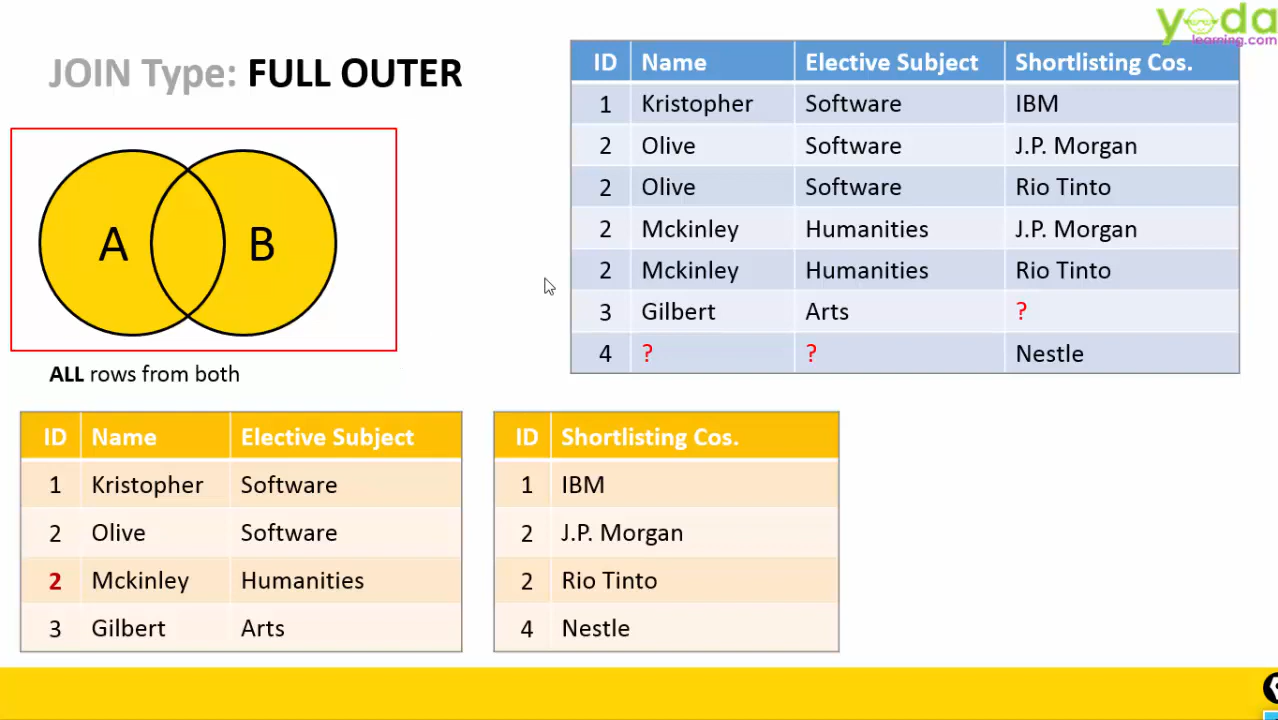 yoda
learning.com
JOIN Type: FULL OUTER
A B
ALL rows from both
ID Name Elective Subject Shortlisting Cos.
1 Kristopher Software IBM
2 Olive Software J.P. Morgan
2 Olive Software Rio Tinto
2 Mckinley Humanities J.P. Morgan
2 Mckinley Humanities Rio Tinto
3 Gilbert Arts ?
4 ? ? Nestle
ID Name Elective Subject
1 Kristopher Software
2 Olive Software
2 Mckinley Humanities
3 Gilbert Arts
ID Shortlisting Cos.
1 IBM
2 J.P. Morgan
2 Rio Tinto
4 Nestle